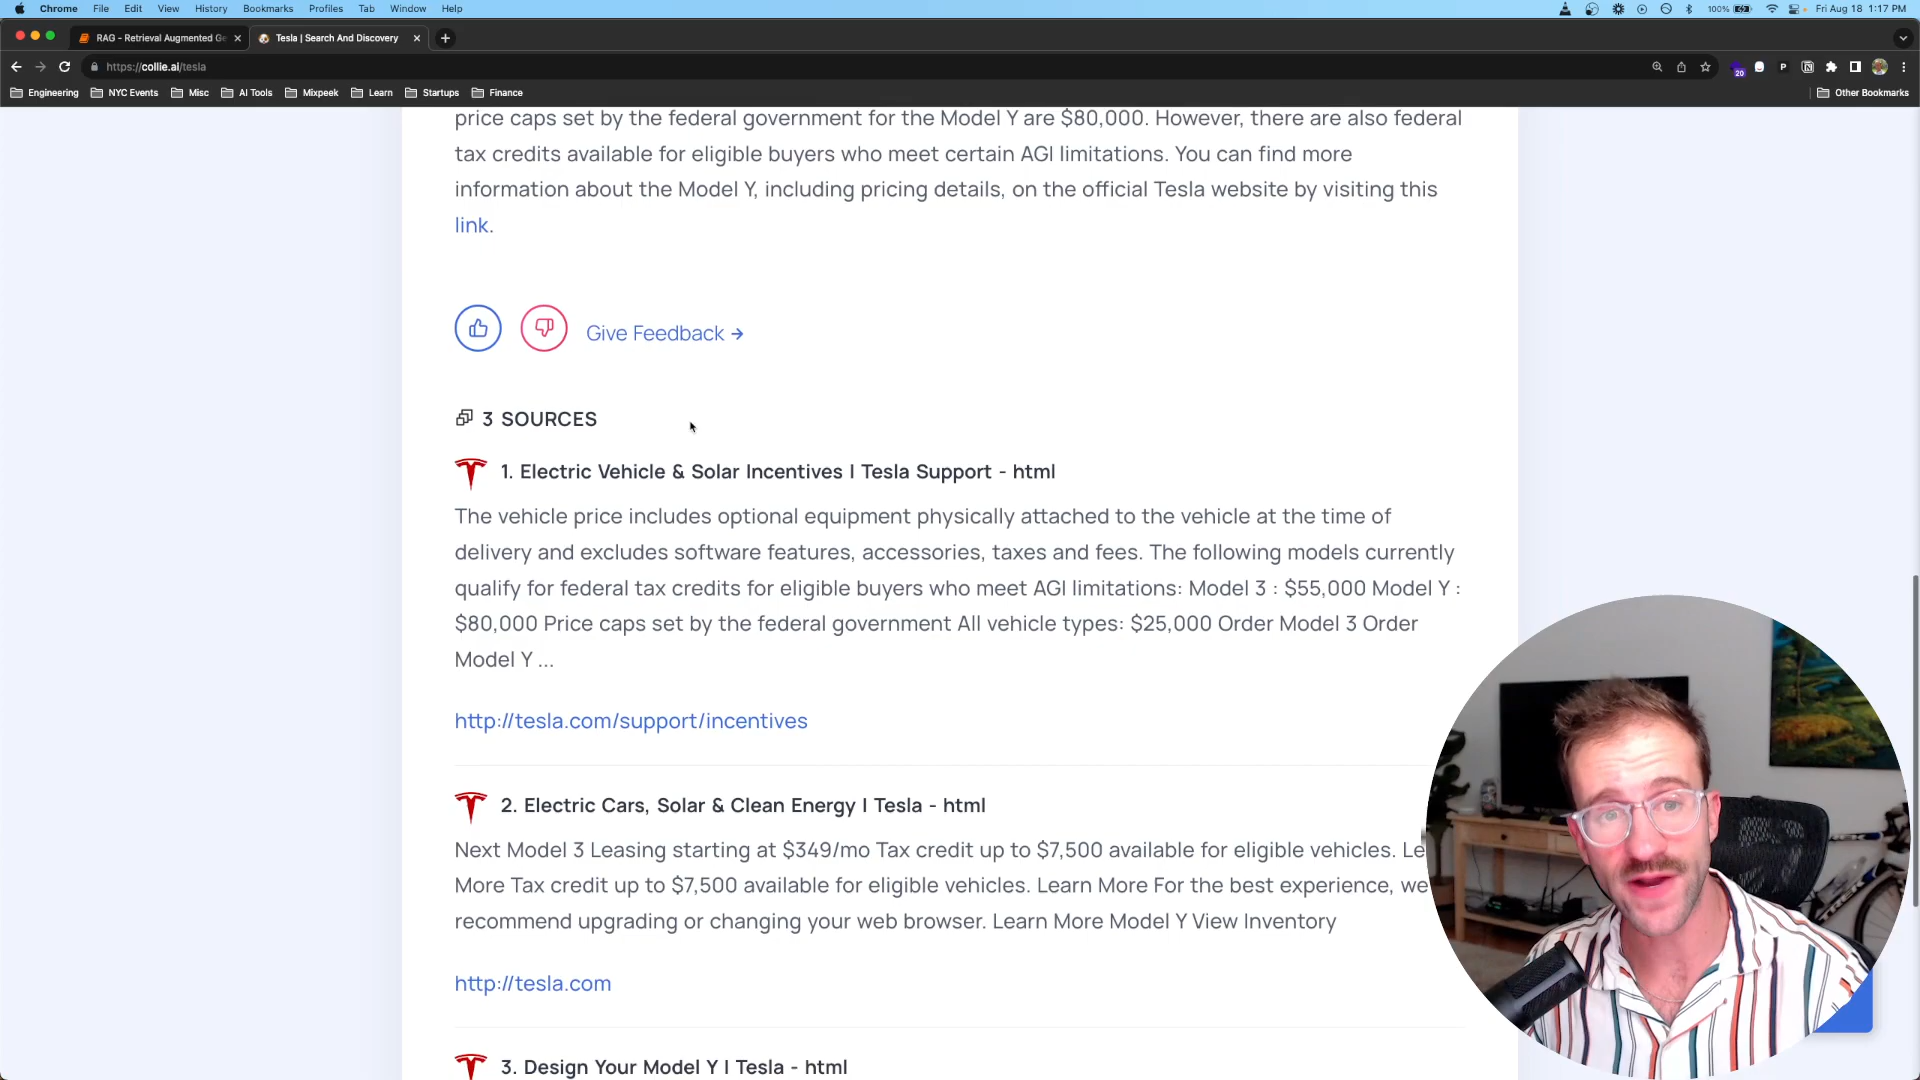 Chrome File Edit View History Bookmarks Profiles Tab Window Help 100% Fri Aug 18 1:17 PM
RAG - Retrieval Augmented Ge Tesla | Search And Discovery
https://collie.ai/tesla 20 P
Engineering NYC Events Misc AI Tools Mixpeek Learn Startups Finance Other Bookmarks
price caps set by the federal government for the Model Y are $80,000. However, there are also federal
tax credits available for eligible buyers who meet certain AGI limitations. You can find more
information about the Model Y, including pricing details, on the official Tesla website by visiting this
link.
Give Feedback →
3 SOURCES
1. Electric Vehicle & Solar Incentives | Tesla Support - html
The vehicle price includes optional equipment physically attached to the vehicle at the time of
delivery and excludes software features, accessories, taxes and fees. The following models currently
qualify for federal tax credits for eligible buyers who meet AGI limitations: Model 3 : $55,000 Model Y :
$80,000 Price caps set by the federal government All vehicle types: $25,000 Order Model 3 Order
Model Y ...
http://tesla.com/support/incentives
2. Electric Cars, Solar & Clean Energy | Tesla - html
Next Model 3 Leasing starting at $349/mo Tax credit up to $7,500 available for eligible vehicles. Le
More Tax credit up to $7,500 available for eligible vehicles. Learn More For the best experience, we
recommend upgrading or changing your web browser. Learn More Model Y View Inventory
http://tesla.com
3. Design Your Model Y | Tesla - html